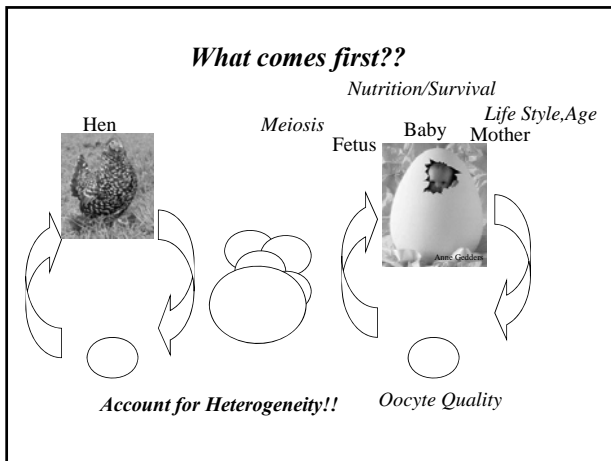 What comes first??
Nutrition/Survival
Life Style,Age
Hen
Meiosis
Baby
Mother
Fetus
Anne Gedders
Account for Heterogeneity!!
Oocyte Quality